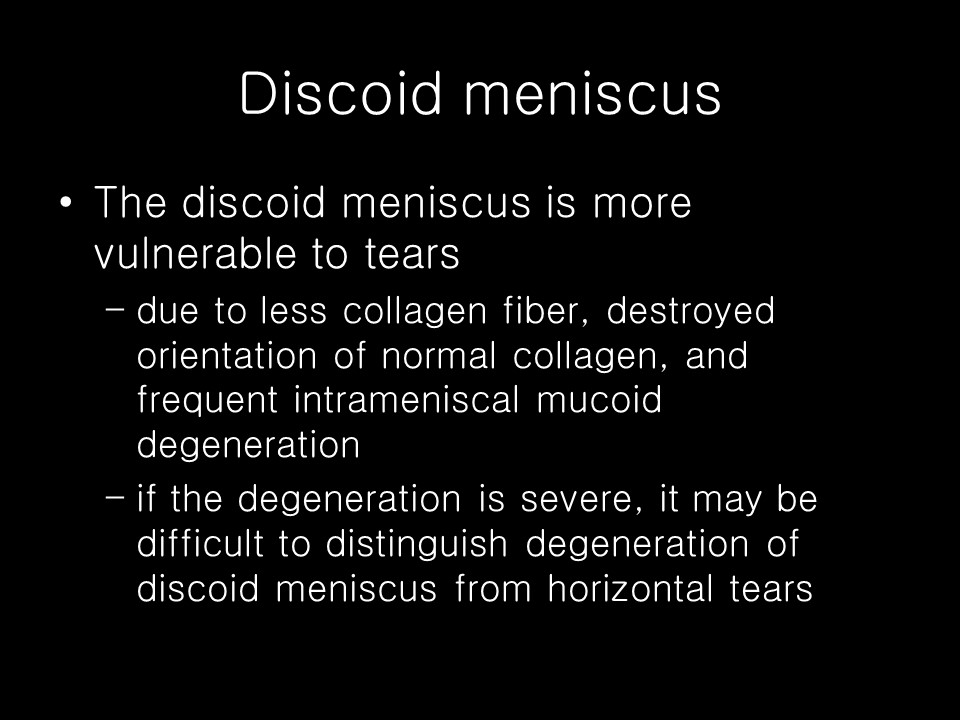 Discoid meniscus
• The discoid meniscus is more
vulnerable to tears
– due to less collagen fiber, destroyed
orientation of normal collagen, and
frequent intrameniscal mucoid
degeneration
– if the degeneration is severe, it may be
difficult to distinguish degeneration of
discoid meniscus from horizontal tears